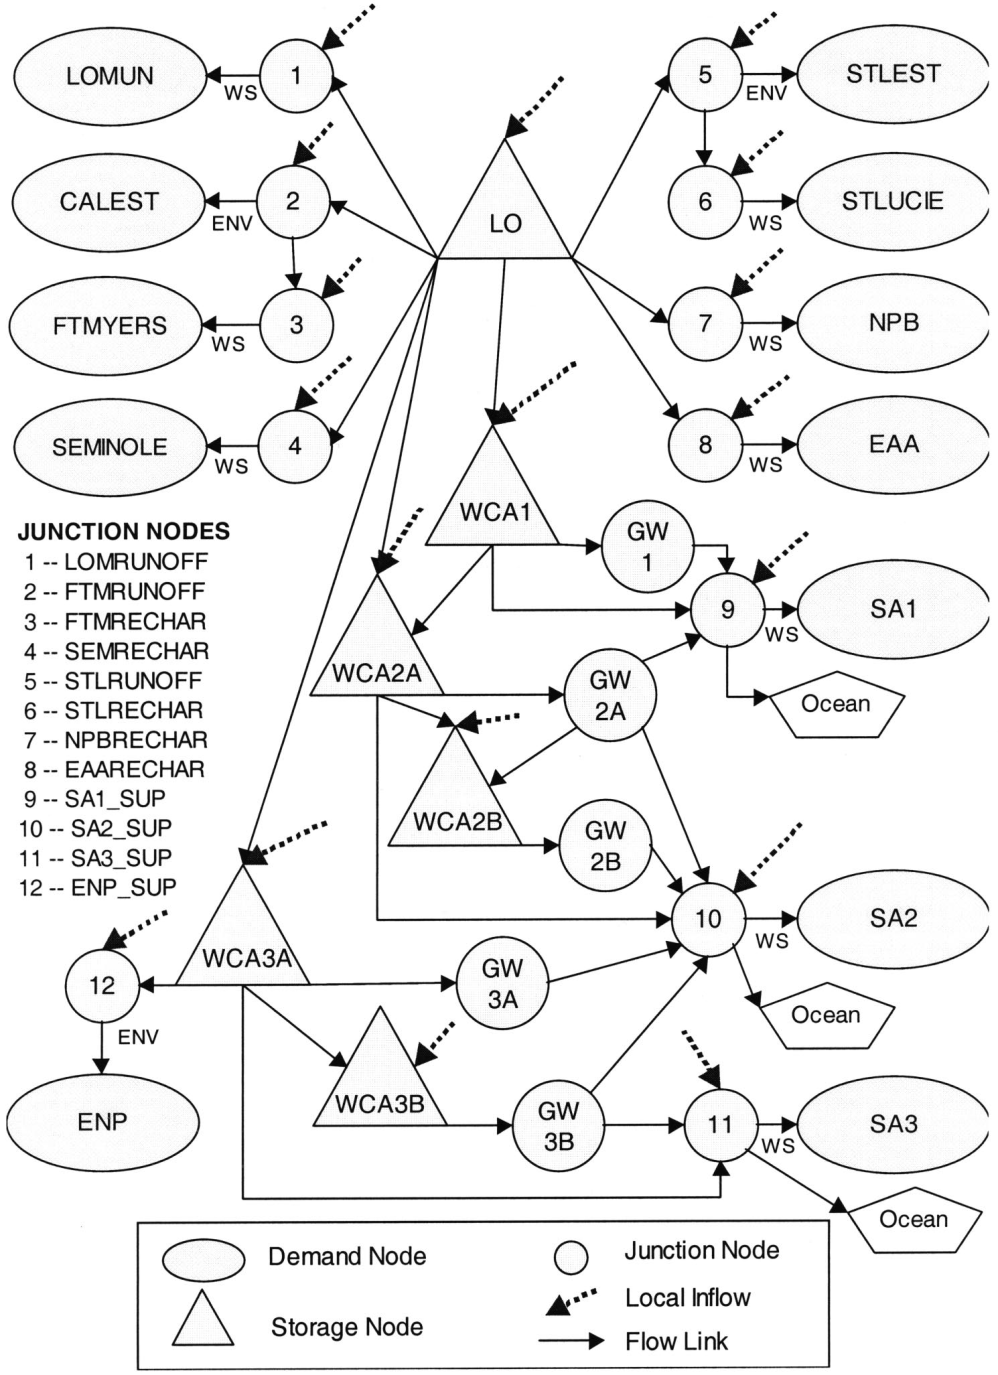 LOMUN
WS
1
5
ENV
STLEST
CALEST
ENV
2
LO
6
WS
STLUCIE
FTMYERS
WS
3
7
WS
NPB
SEMINOLE
WS
4
8
WS
EAA
WCA1
GW
1
JUNCTION NODES
1 -- LOMRUNOFF
2 -- FTMRUNOFF
3 -- FTMRECHAR
4 -- SEMRECHAR
5 -- STLRUNOFF
6 -- STLRECHAR
7 -- NPBRECHAR
8 -- EAARECHAR
9 -- SA1_SUP
10 -- SA2_SUP
11 -- SA3_SUP
12 -- ENP_SUP
9
WS
SA1
WCA2A
GW
2A
Ocean
WCA2B
GW
2B
10
WS
SA2
WCA3A
12
ENV
GW
3A
Ocean
ENP
WCA3B
GW
3B
11
WS
SA3
Ocean
Demand Node
Junction Node
Storage Node
Local Inflow
Flow Link